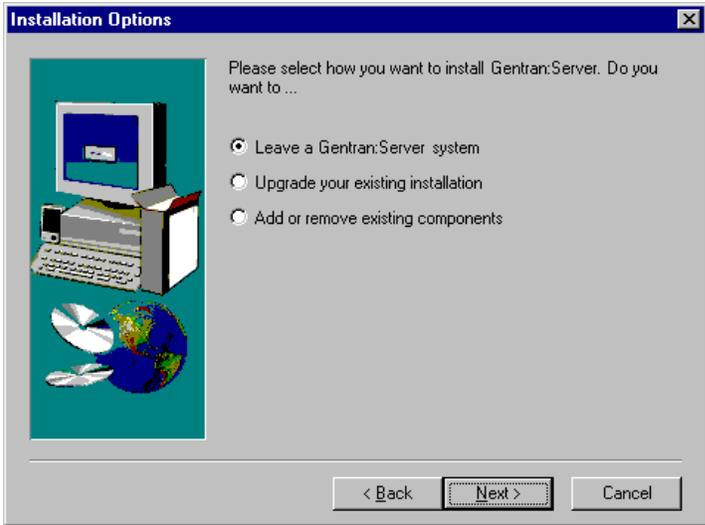 Installation Options
Please select how you want to install Gentran:Server. Do you
want to ...
Leave a Gentran:Server system
Upgrade your existing installation
Add or remove existing components
< Back
Next >
Cancel